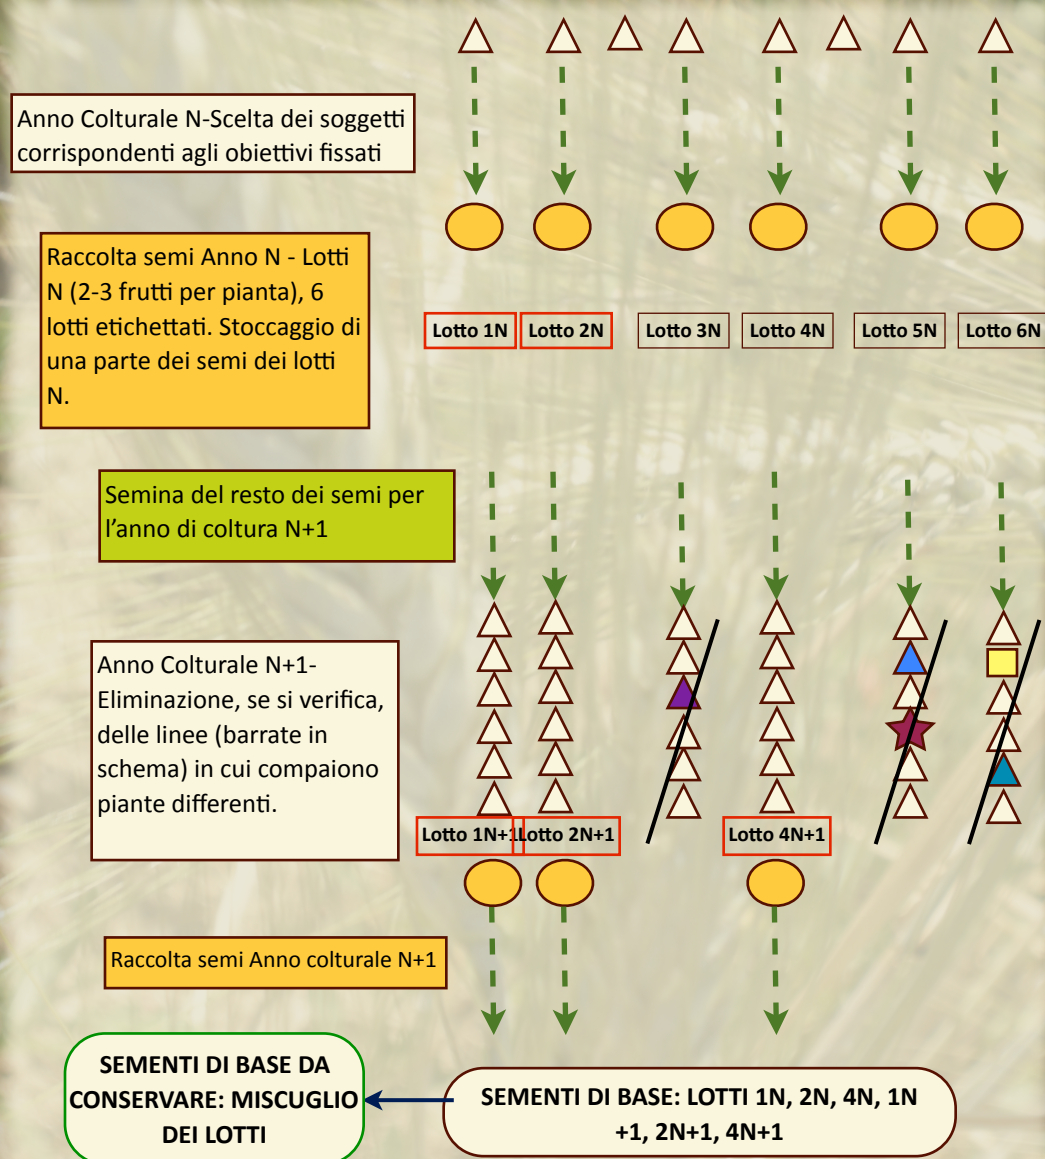 Anno Colturale N-Scelta dei soggetti
corrispondenti agli obiettivi fissati
Raccolta semi Anno N - Lotti
N (2-3 frutti per pianta), 6
lotti etichettati. Stoccaggio di
una parte dei semi dei lotti
N.
Lotto 1N
Lotto 2N
Lotto 3N
Lotto 4N
Lotto 5N
Lotto 6N
Semina del resto dei semi per
l'anno di coltura N+1
Anno Colturale N+1-
Eliminazione, se si verifica,
delle linee (barrate in
schema) in cui compaiono
piante differenti.
Lotto 1N+1
Lotto 2N+1
Lotto 4N+1
Raccolta semi Anno colturale N+1
SEMENTI DI BASE DA
CONSERVARE: MISCUGLIO
DEI LOTTI
SEMENTI DI BASE: LOTTI 1N, 2N, 4N, 1N
+1, 2N+1, 4N+1